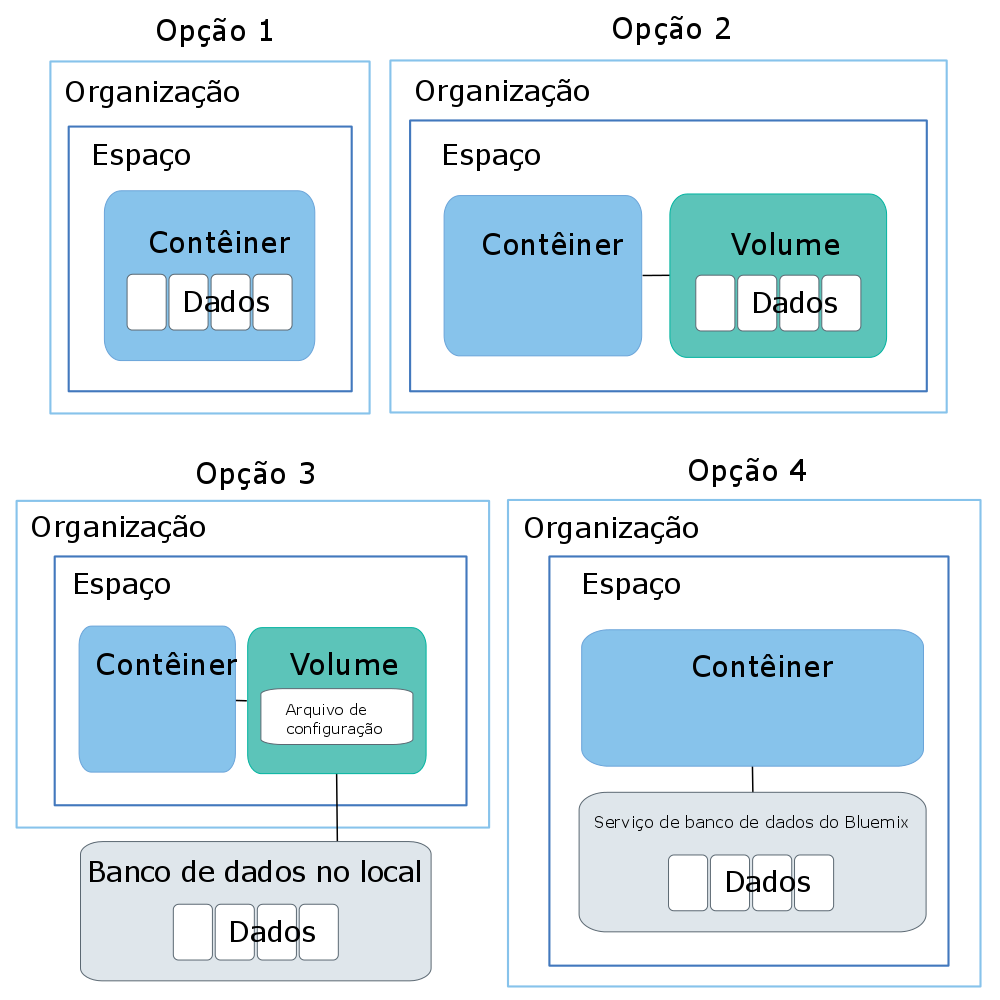 Opção 1
Organização
Espaço
Contêiner
Dados
Opção 2
Organização
Espaço
Contêiner
Volume
Dados
Opção 3
Organização
Espaço
Contêiner
Volume
Arquivo de
configuração
Banco de dados no local
Dados
Opção 4
Organização
Espaço
Contêiner
Serviço de banco de dados do Bluemix
Dados